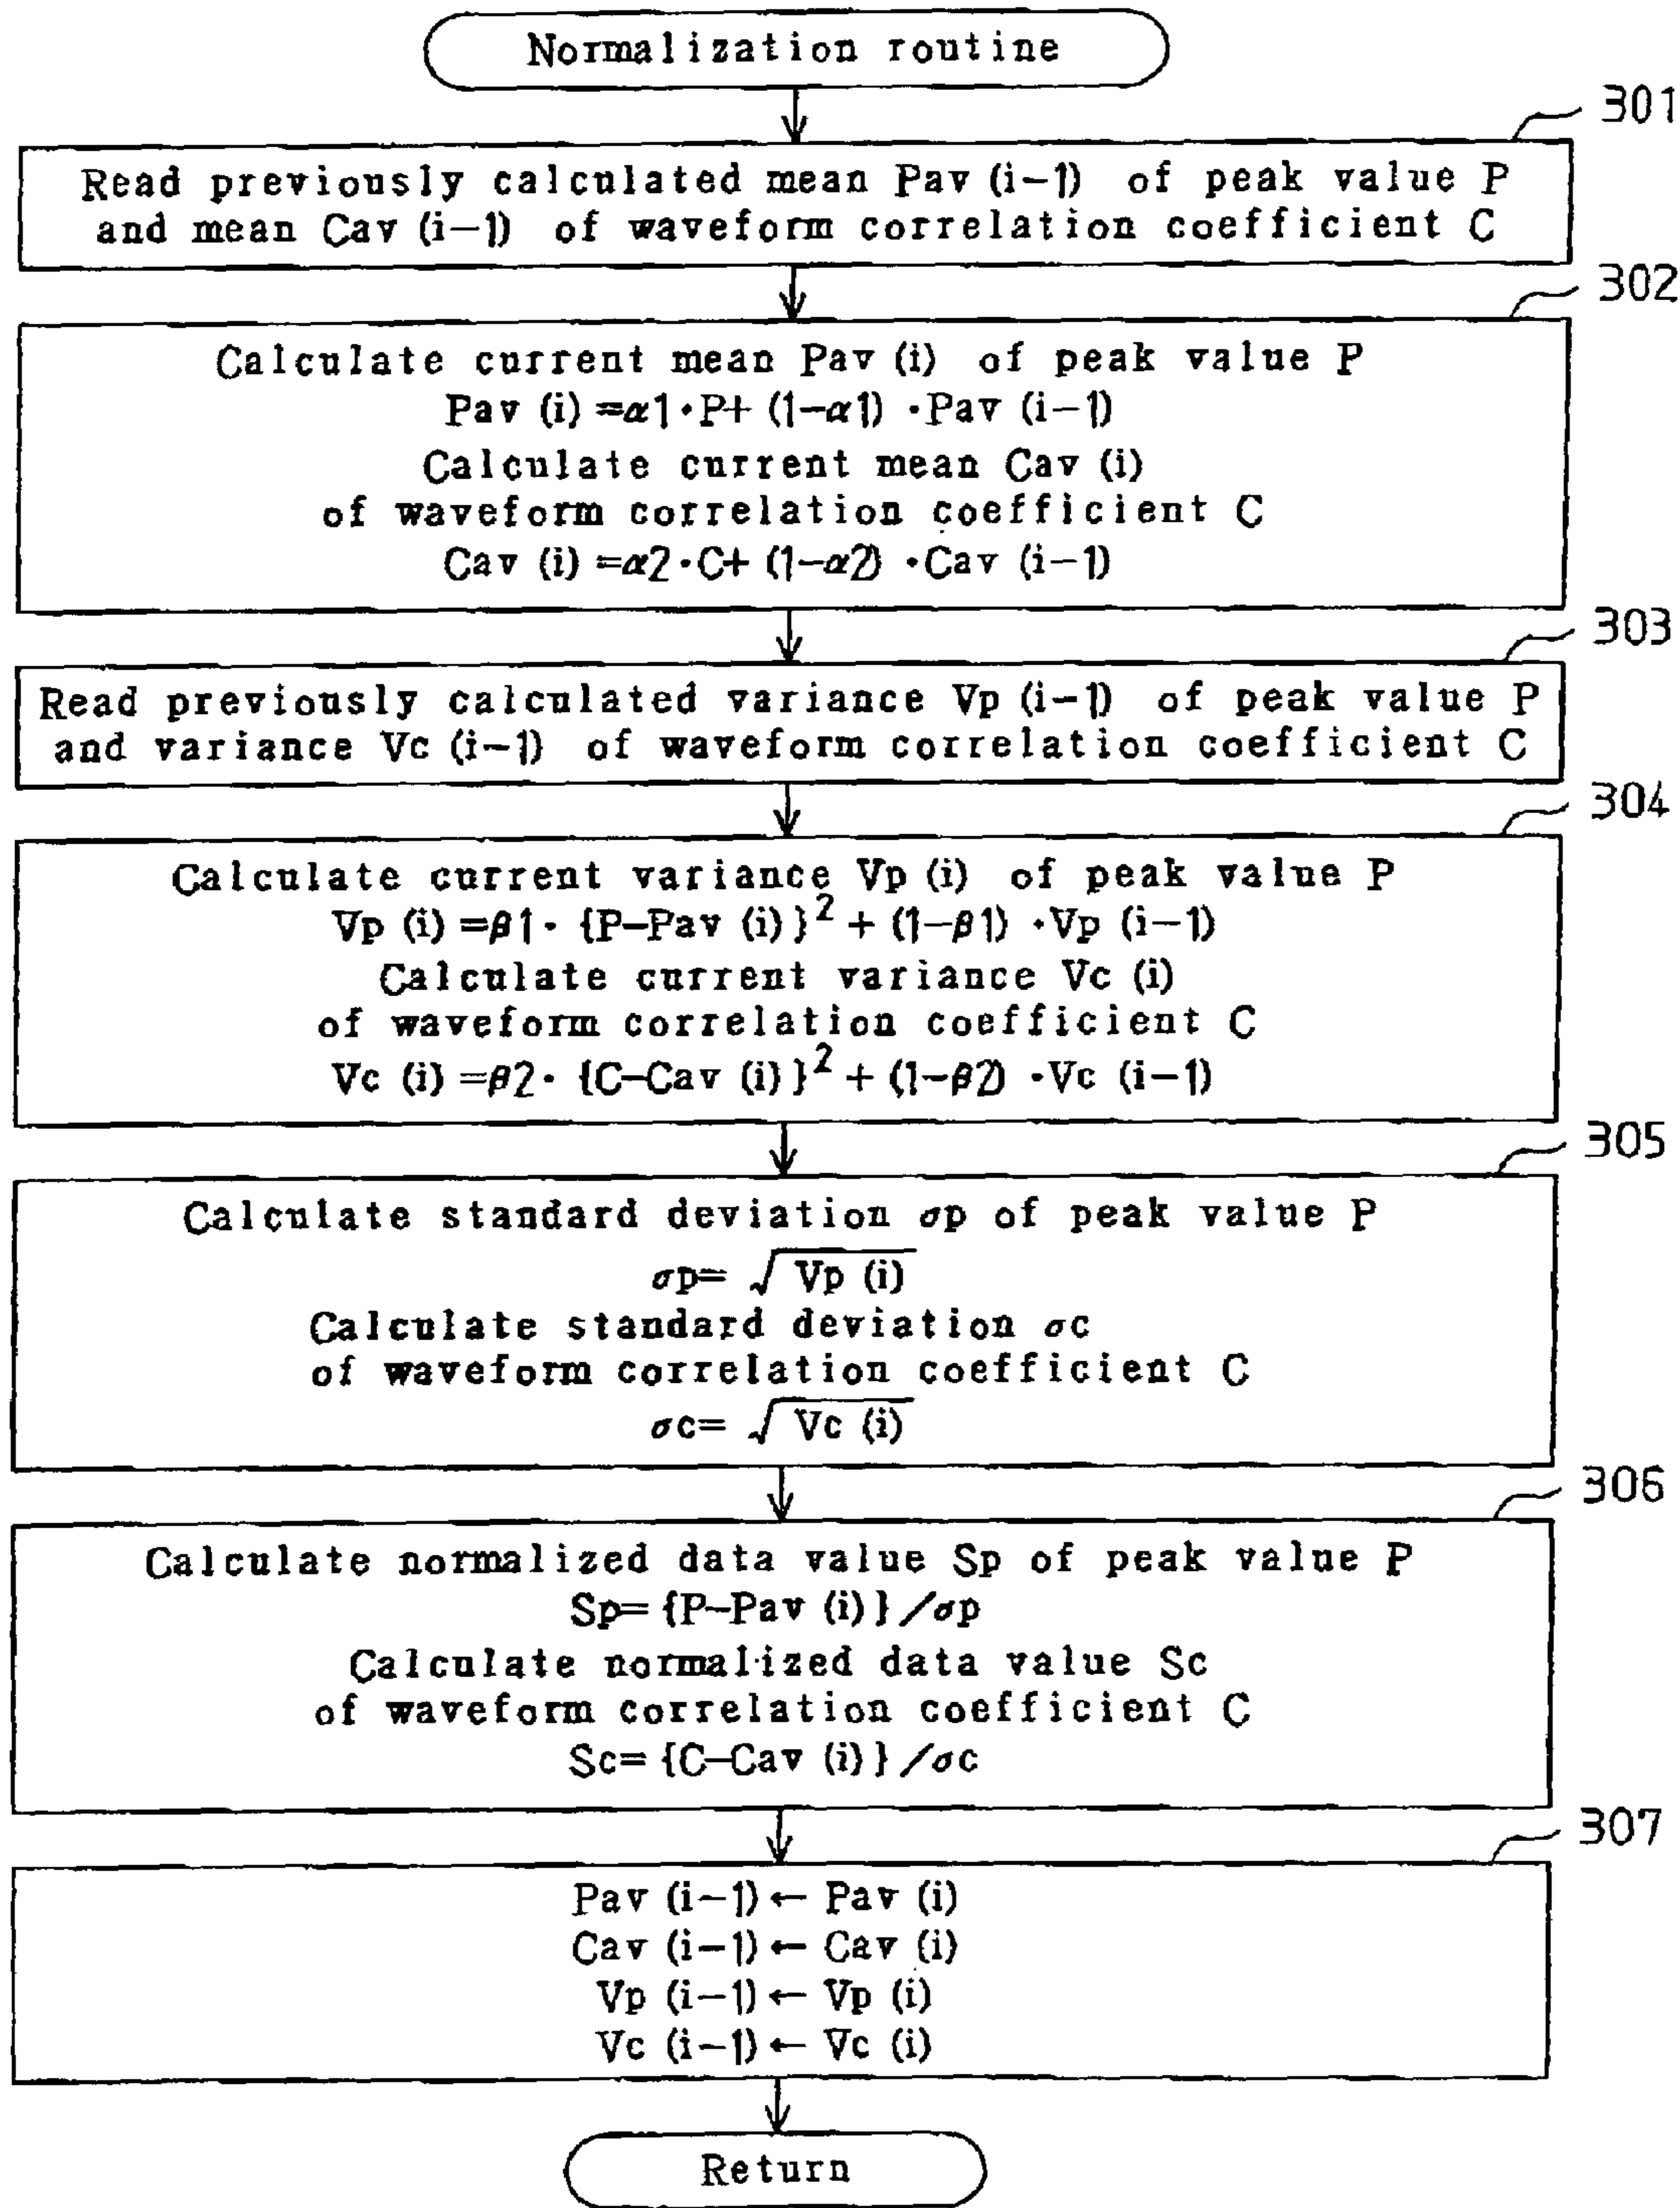 Normalization routine
301
Read previously calculated mean Pav (i-1) of peak value P
and mean Cav (i-1) of waveform correlation coefficient C
302
Calculate current mean Pav (i) of peak value P
Pav (i) =α1·P+ (1-α1) ·Pav (i-1)
Calculate current mean Cav (i)
of waveform correlation coefficient C
Cav (i) =α2·C+ (1-α2) ·Cav (i-1)
303
Read previously calculated variance Vp (i-1) of peak value P
and variance Vc (i-1) of waveform correlation coefficient C
304
Calculate current variance Vp (i) of peak value P
Vp (i) =β1· {P-Pav (i) }² + (1-β1) ·Vp (i-1)
Calculate current variance Vc (i)
of waveform correlation coefficient C
Vc (i) =β2· {C-Cav (i) }² + (1-β2) ·Vc (i-1)
305
Calculate standard deviation σp of peak value P
σp= √Vp (i)
Calculate standard deviation σc
of waveform correlation coefficient C
σc= √Vc (i)
306
Calculate normalized data value Sp of peak value P
Sp= {P-Pav (i) } /σp
Calculate normalized data value Sc
of waveform correlation coefficient C
Sc= {C-Cav (i) } /σc
307
Pav (i-1) ← Pav (i)
Cav (i-1) ← Cav (i)
Vp (i-1) ← Vp (i)
Vc (i-1) ← Vc (i)
Return